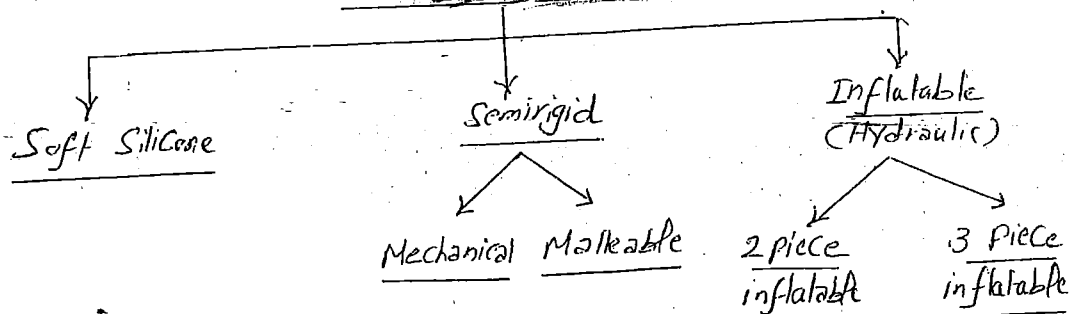 Soft Silicone
Semirigid
Mechanical Malleable
Inflatable
(Hydraulic)
2 piece
inflatable
3 Piece
inflatable